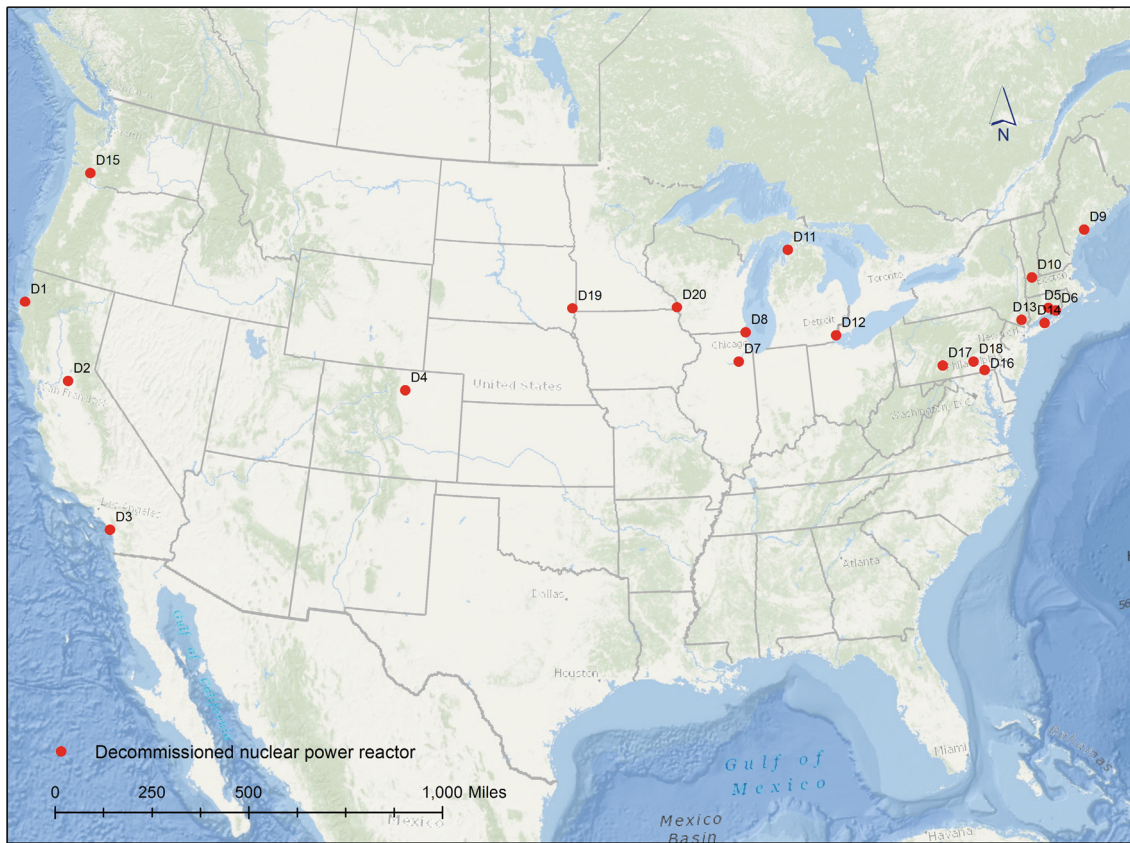 N
D15
D9
D11
D10
D1
D19
D20
D5
D6
D13
D14
D8
D12
D7
D18
D17
D16
D2
D4
D3
Toronto
Boston
Detroit
Chicago
United States
San Francisco
Washington, D.C.
Los Angeles
Atlanta
Dallas
Houston
Gulf of
Miami
Decommissioned nuclear power reactor
Gulf of
Mexico
0 250 500 1,000 Miles
Mexico
Mexico
Basin
Havana